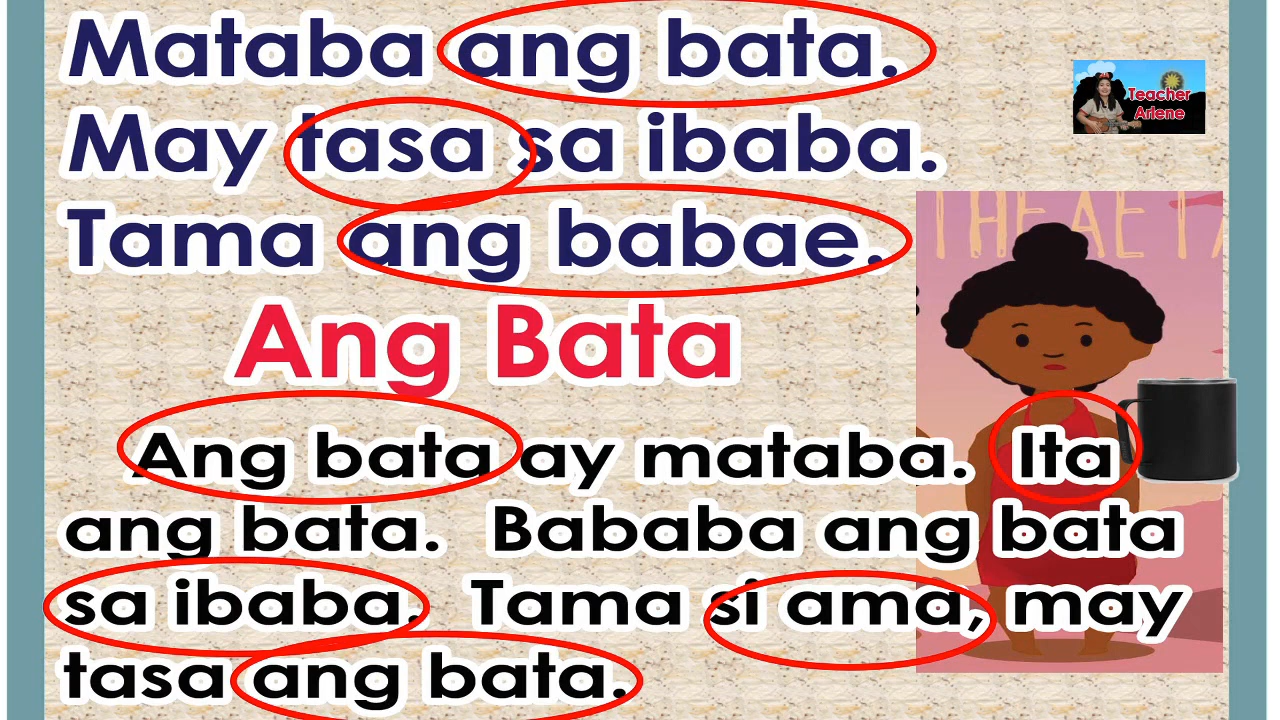 Mataba ang bata.
Teacher
Arlene
May tasa sa ibaba.
Tama ang babae.
Ang Bata
Ang bata ay mataba. Ita
ang bata. Bababa ang bata
sa ibaba. Tama si ama, may
tasa ang bata.